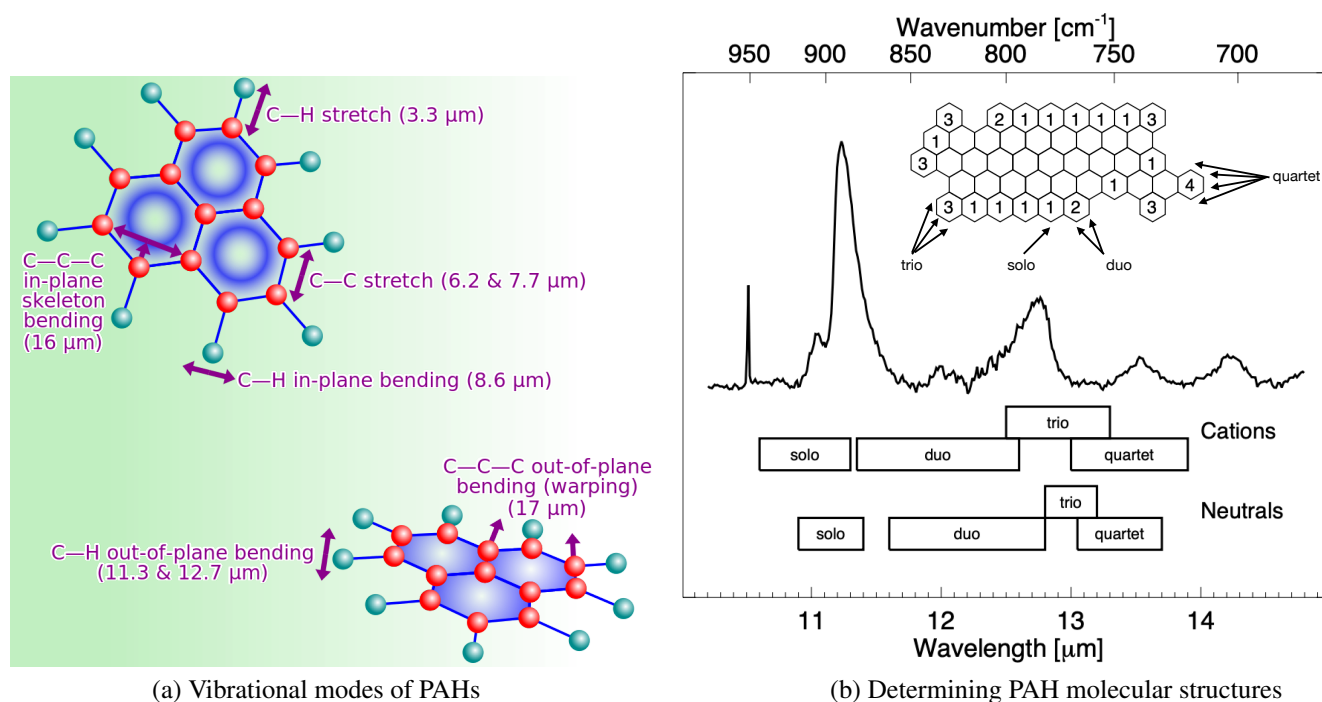 C—H stretch (3.3 μm)
C—C—C
in-plane
skeleton
bending
(16 μm)
C—C stretch (6.2 & 7.7 μm)
C—H in-plane bending (8.6 μm)
C—C—C out-of-plane
bending (warping)
(17 μm)
C—H out-of-plane bending
(11.3 & 12.7 μm)
(a) Vibrational modes of PAHs
Wavenumber [cm-1]
950 900 850 800 750 700
3 2 1 1 1 1 1 3
1
3 1
1 4
3 1 1 1 1 2 3
quartet
trio solo duo
trio
Cations
solo duo quartet
trio
Neutrals
solo duo quartet
11 12 13 14
Wavelength [μm]
(b) Determining PAH molecular structures